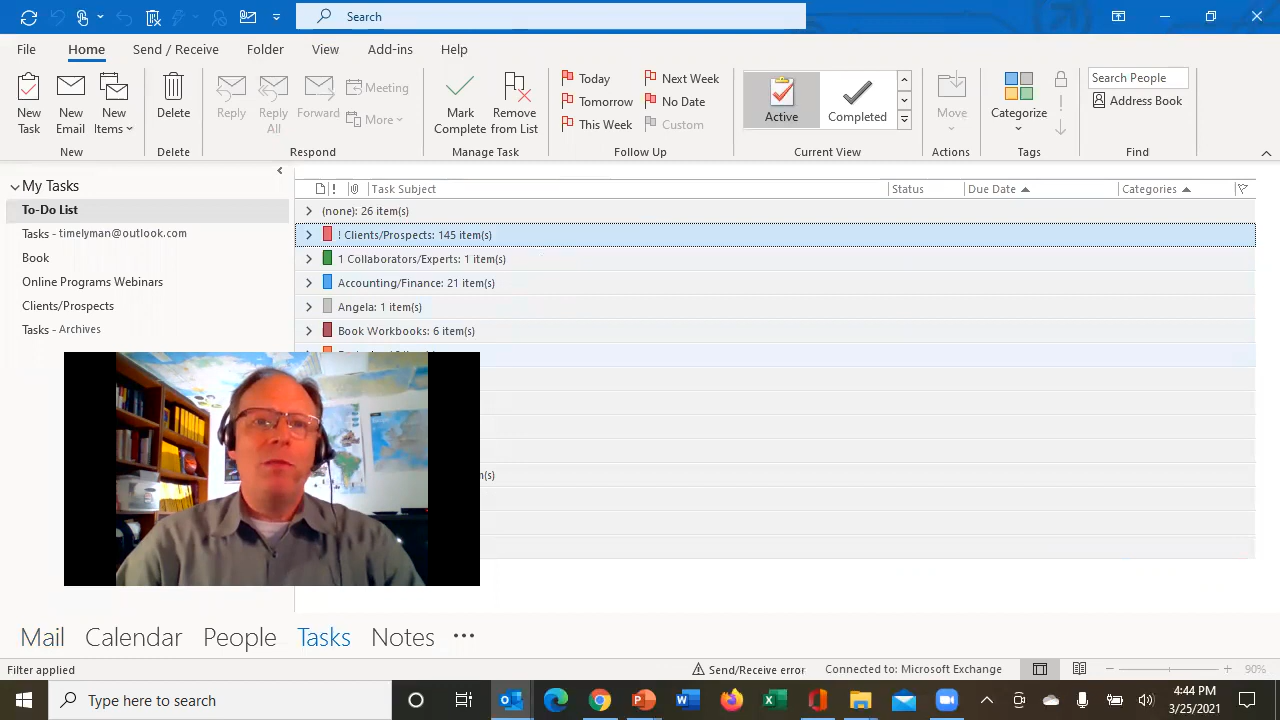 Search
File Home Send / Receive Folder View Add-ins Help
New Task
New Email
New Items
Delete
Reply
Reply All
Forward
Meeting
More
Mark Complete
Remove from List
Today
Tomorrow
This Week
Next Week
No Date
Custom
Active
Completed
Move
Categorize
Search People
Address Book
New Delete Respond Manage Task Follow Up Current View Actions Tags Find
My Tasks
To-Do List
Tasks - timelyman@outlook.com
Book
Online Programs Webinars
Clients/Prospects
Tasks - Archives
! Task Subject Status Due Date Categories
(none): 26 item(s)
! Clients/Prospects: 145 item(s)
1 Collaborators/Experts: 1 item(s)
Accounting/Finance: 21 item(s)
Angela: 1 item(s)
Book Workbooks: 6 item(s)
Mail Calendar People Tasks Notes
Filter applied
Send/Receive error
Connected to: Microsoft Exchange
90%
Type here to search
4:44 PM
3/25/2021